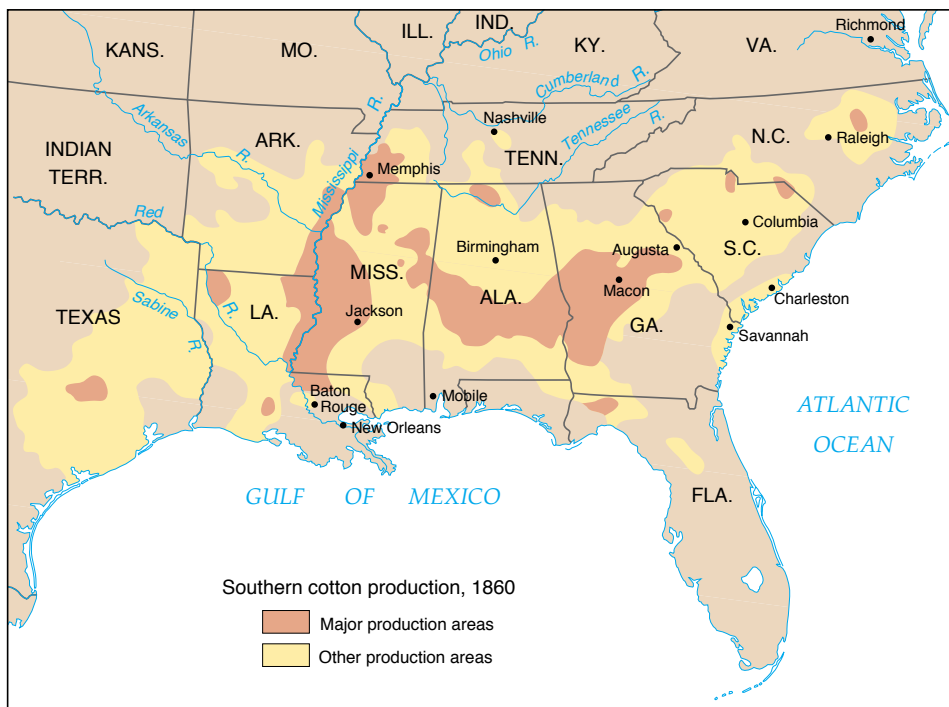 KANS.
MO.
ILL.
IND.
Ohio R.
KY.
VA.
Richmond
Cumberland R.
Arkansas R.
R.
Mississippi
ARK.
Nashville
Tennessee R.
TENN.
N.C.
Raleigh
INDIAN
TERR.
Memphis
Red
R.
Birmingham
Augusta
Columbia
S.C.
MISS.
ALA.
Macon
Charleston
TEXAS
Sabine
R.
LA.
Jackson
GA.
Savannah
Baton
Rouge
Mobile
New Orleans
ATLANTIC
OCEAN
GULF OF MEXICO
FLA.
Southern cotton production, 1860
Major production areas
Other production areas